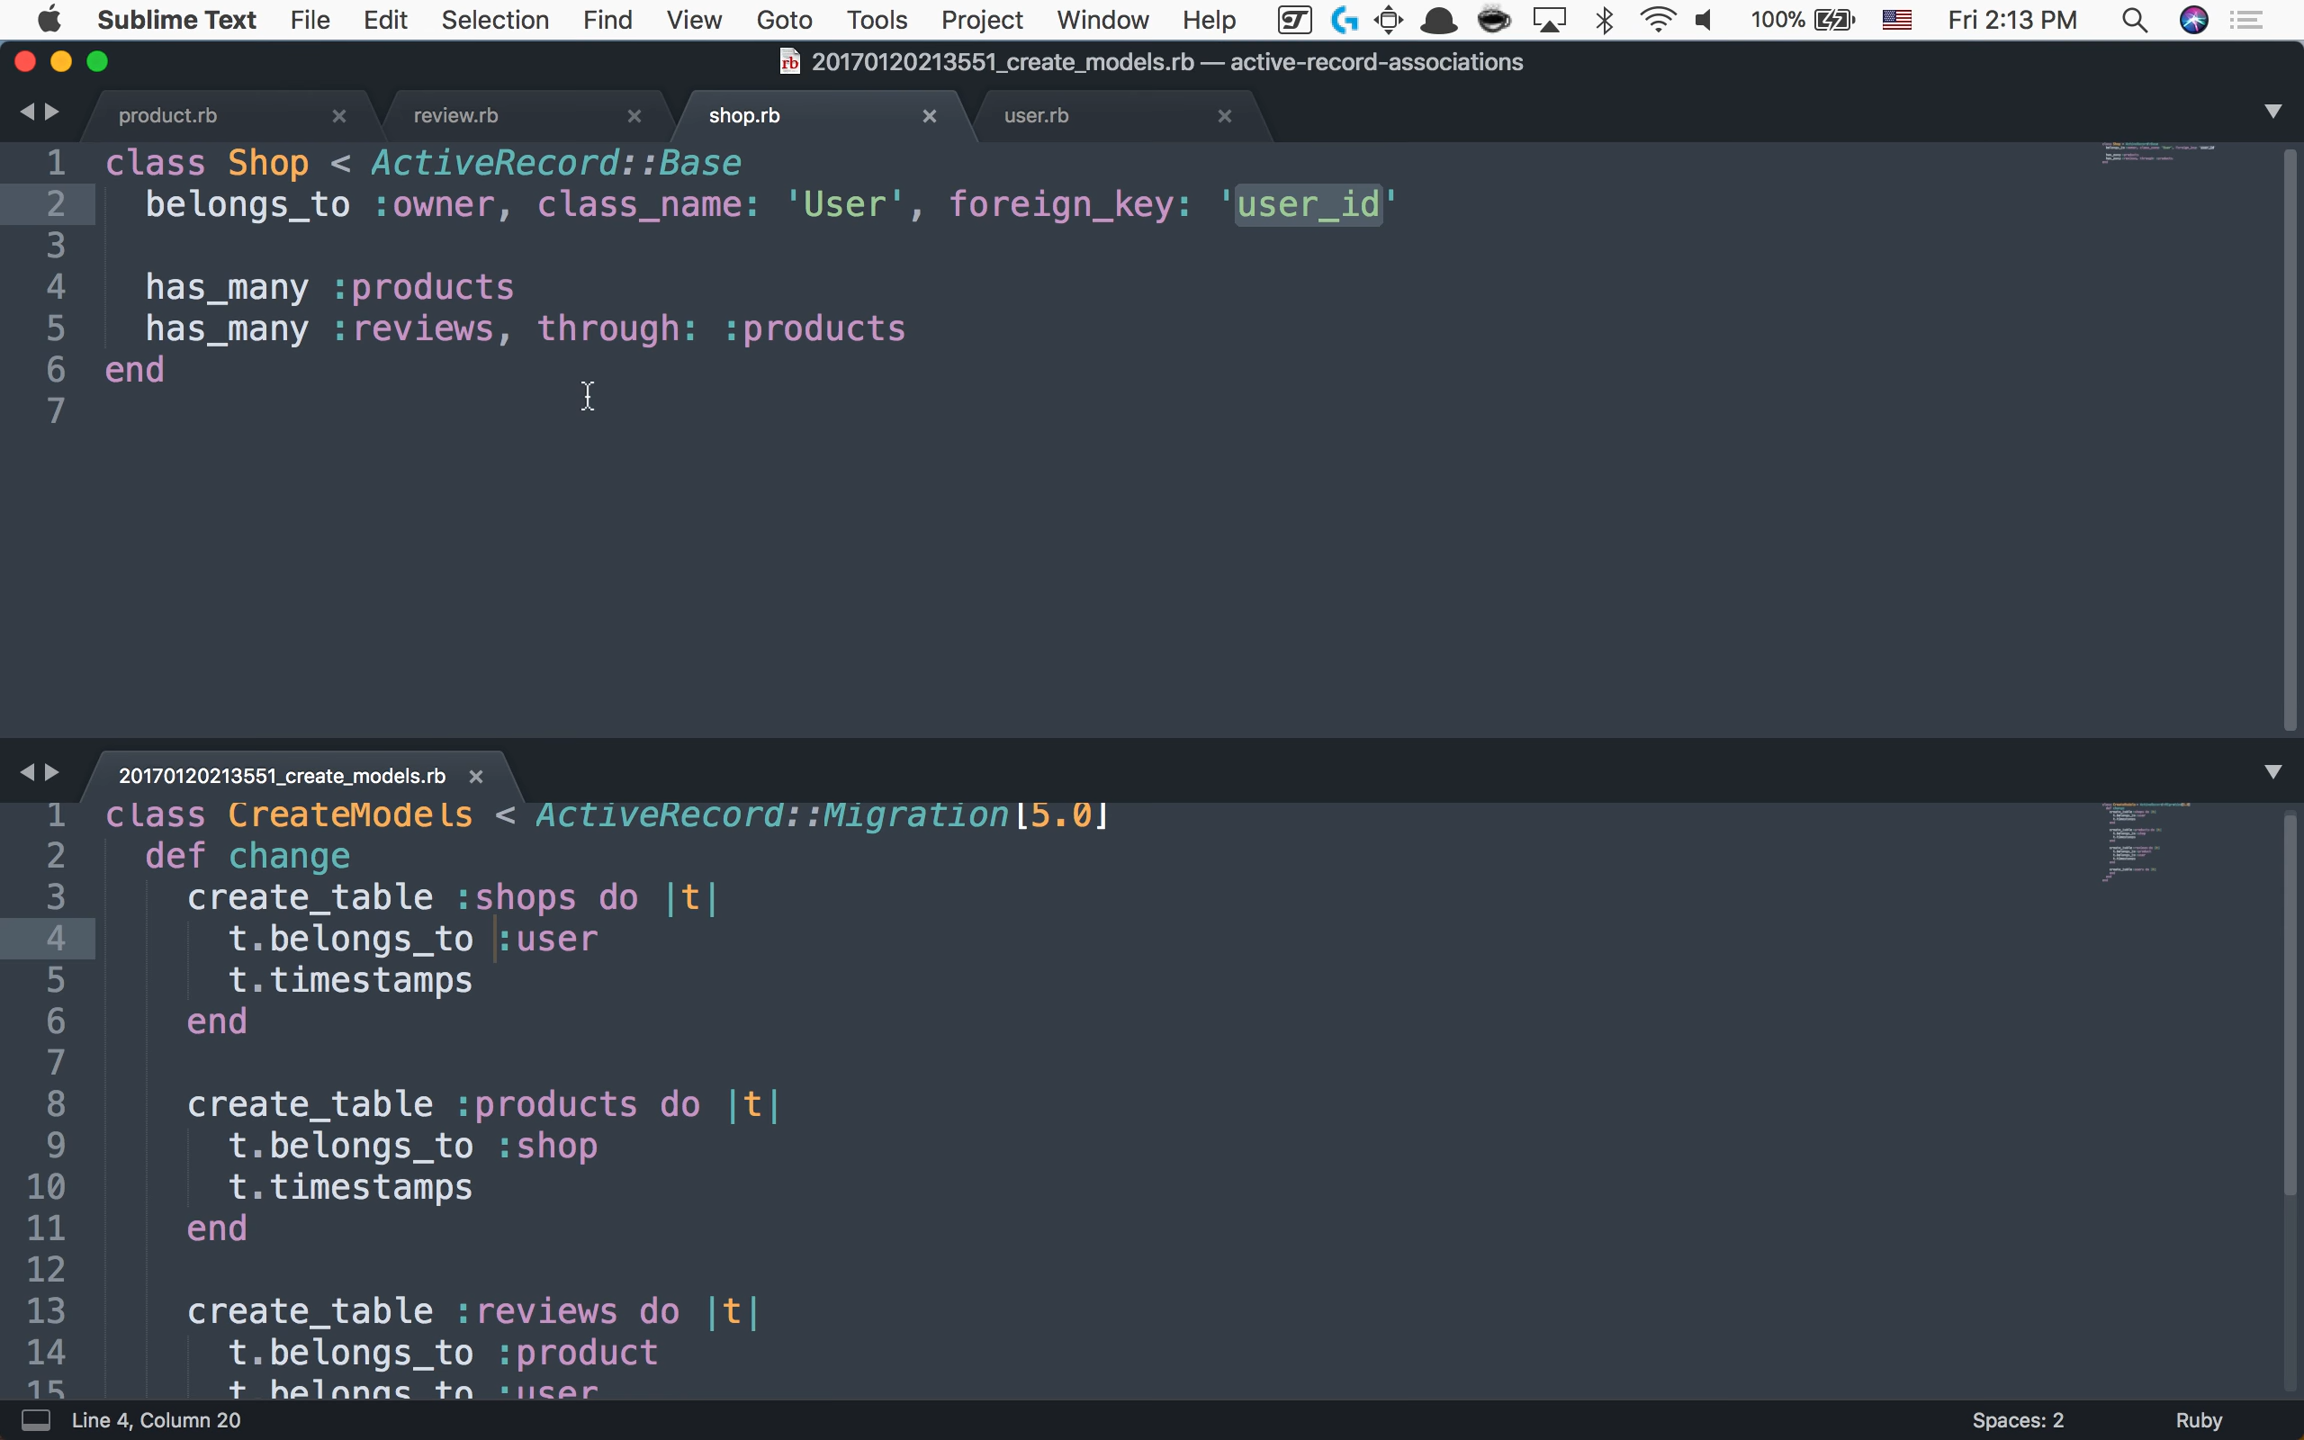 Sublime Text File Edit Selection Find View Goto Tools Project Window Help 100% Fri 2:13 PM
20170120213551_create_models.rb — active-record-associations
product.rb × review.rb × shop.rb × user.rb ×
1 class Shop < ActiveRecord::Base
2 belongs_to :owner, class_name: 'User', foreign_key: 'user_id'
3
4 has_many :products
5 has_many :reviews, through: :products
6 end
7
20170120213551_create_models.rb ×
1 class CreateModels < ActiveRecord::Migration[5.0]
2 def change
3 create_table :shops do |t|
4 t.belongs_to :user
5 t.timestamps
6 end
7
8 create_table :products do |t|
9 t.belongs_to :shop
10 t.timestamps
11 end
12
13 create_table :reviews do |t|
14 t.belongs_to :product
15 t.belongs_to :user
Line 4, Column 20 Spaces: 2 Ruby